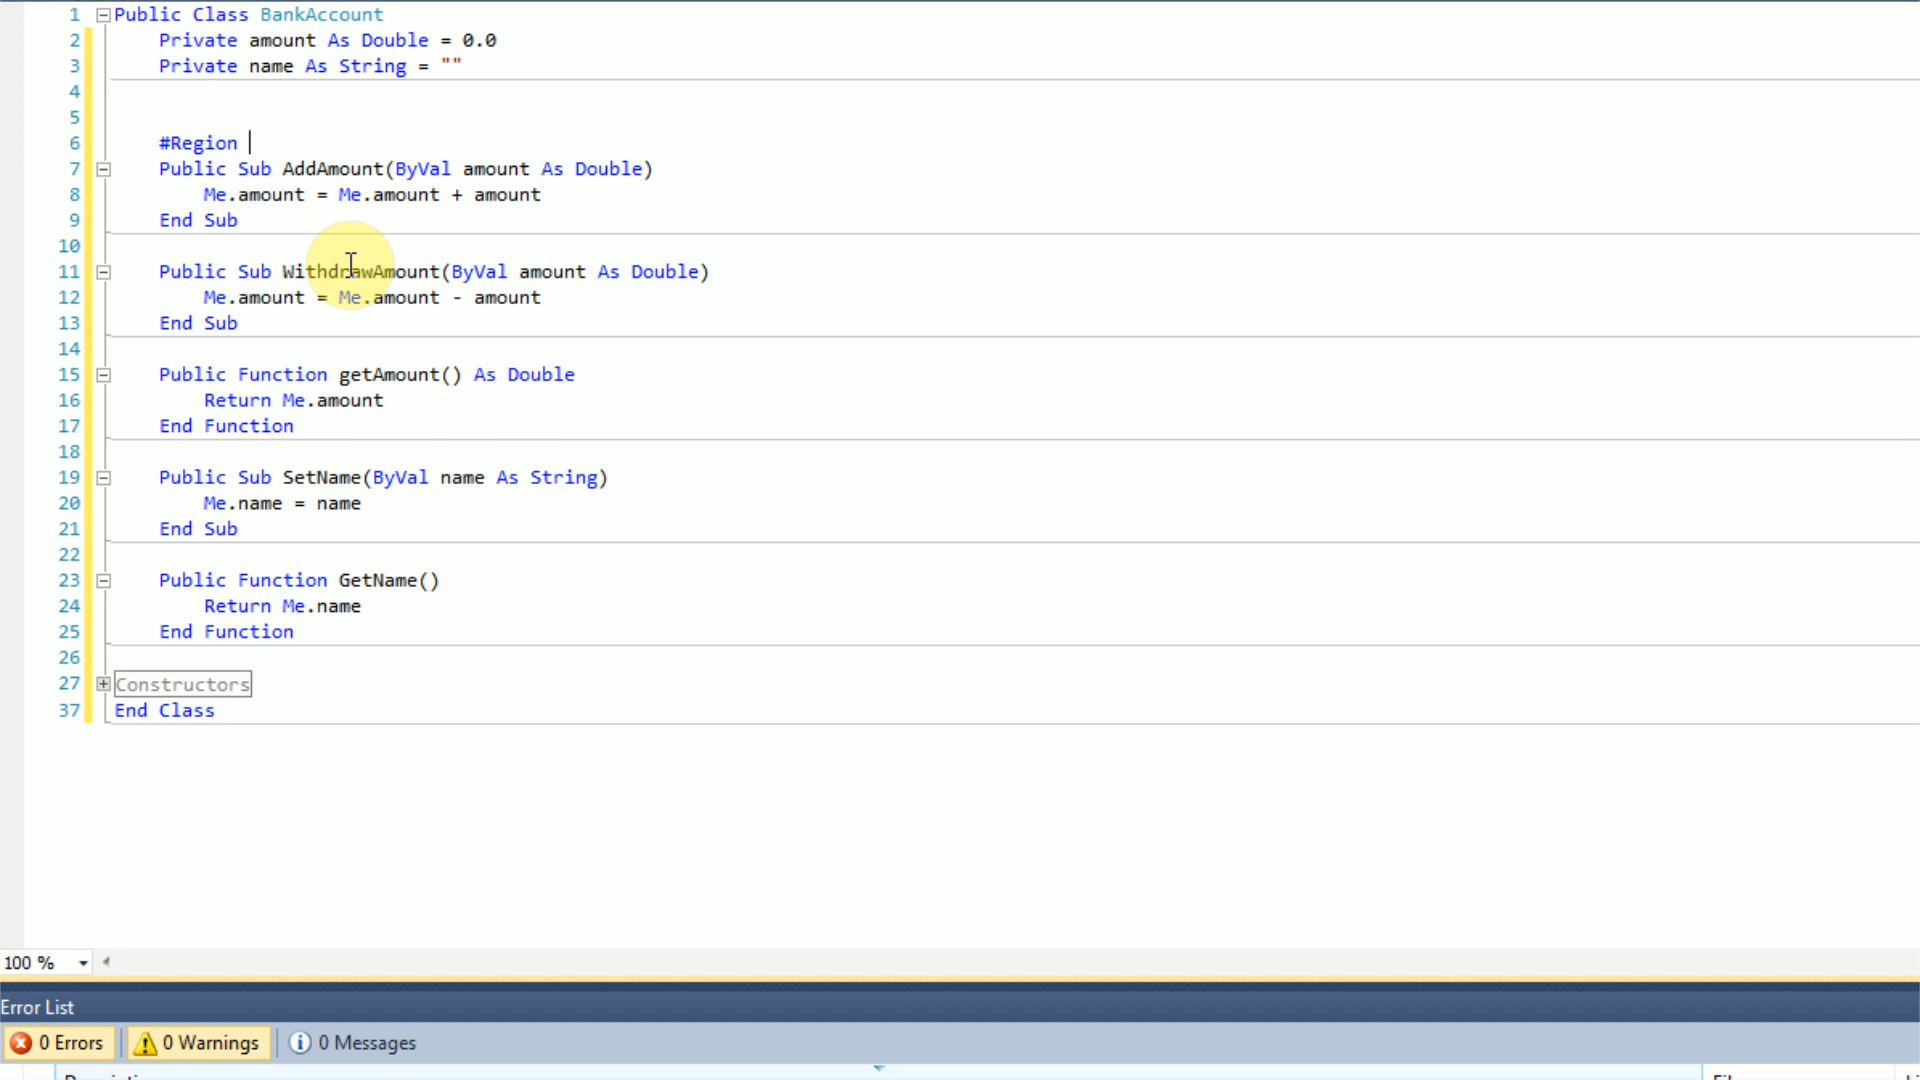 1 Public Class BankAccount
2 Private amount As Double = 0.0
3 Private name As String = ""
4
5
6 #Region
7 Public Sub AddAmount(ByVal amount As Double)
8 Me.amount = Me.amount + amount
9 End Sub
10
11 Public Sub WithdrawAmount(ByVal amount As Double)
12 Me.amount = Me.amount - amount
13 End Sub
14
15 Public Function getAmount() As Double
16 Return Me.amount
17 End Function
18
19 Public Sub SetName(ByVal name As String)
20 Me.name = name
21 End Sub
22
23 Public Function GetName()
24 Return Me.name
25 End Function
26
27 Constructors
37 End Class
100 %
Error List
0 Errors 0 Warnings 0 Messages